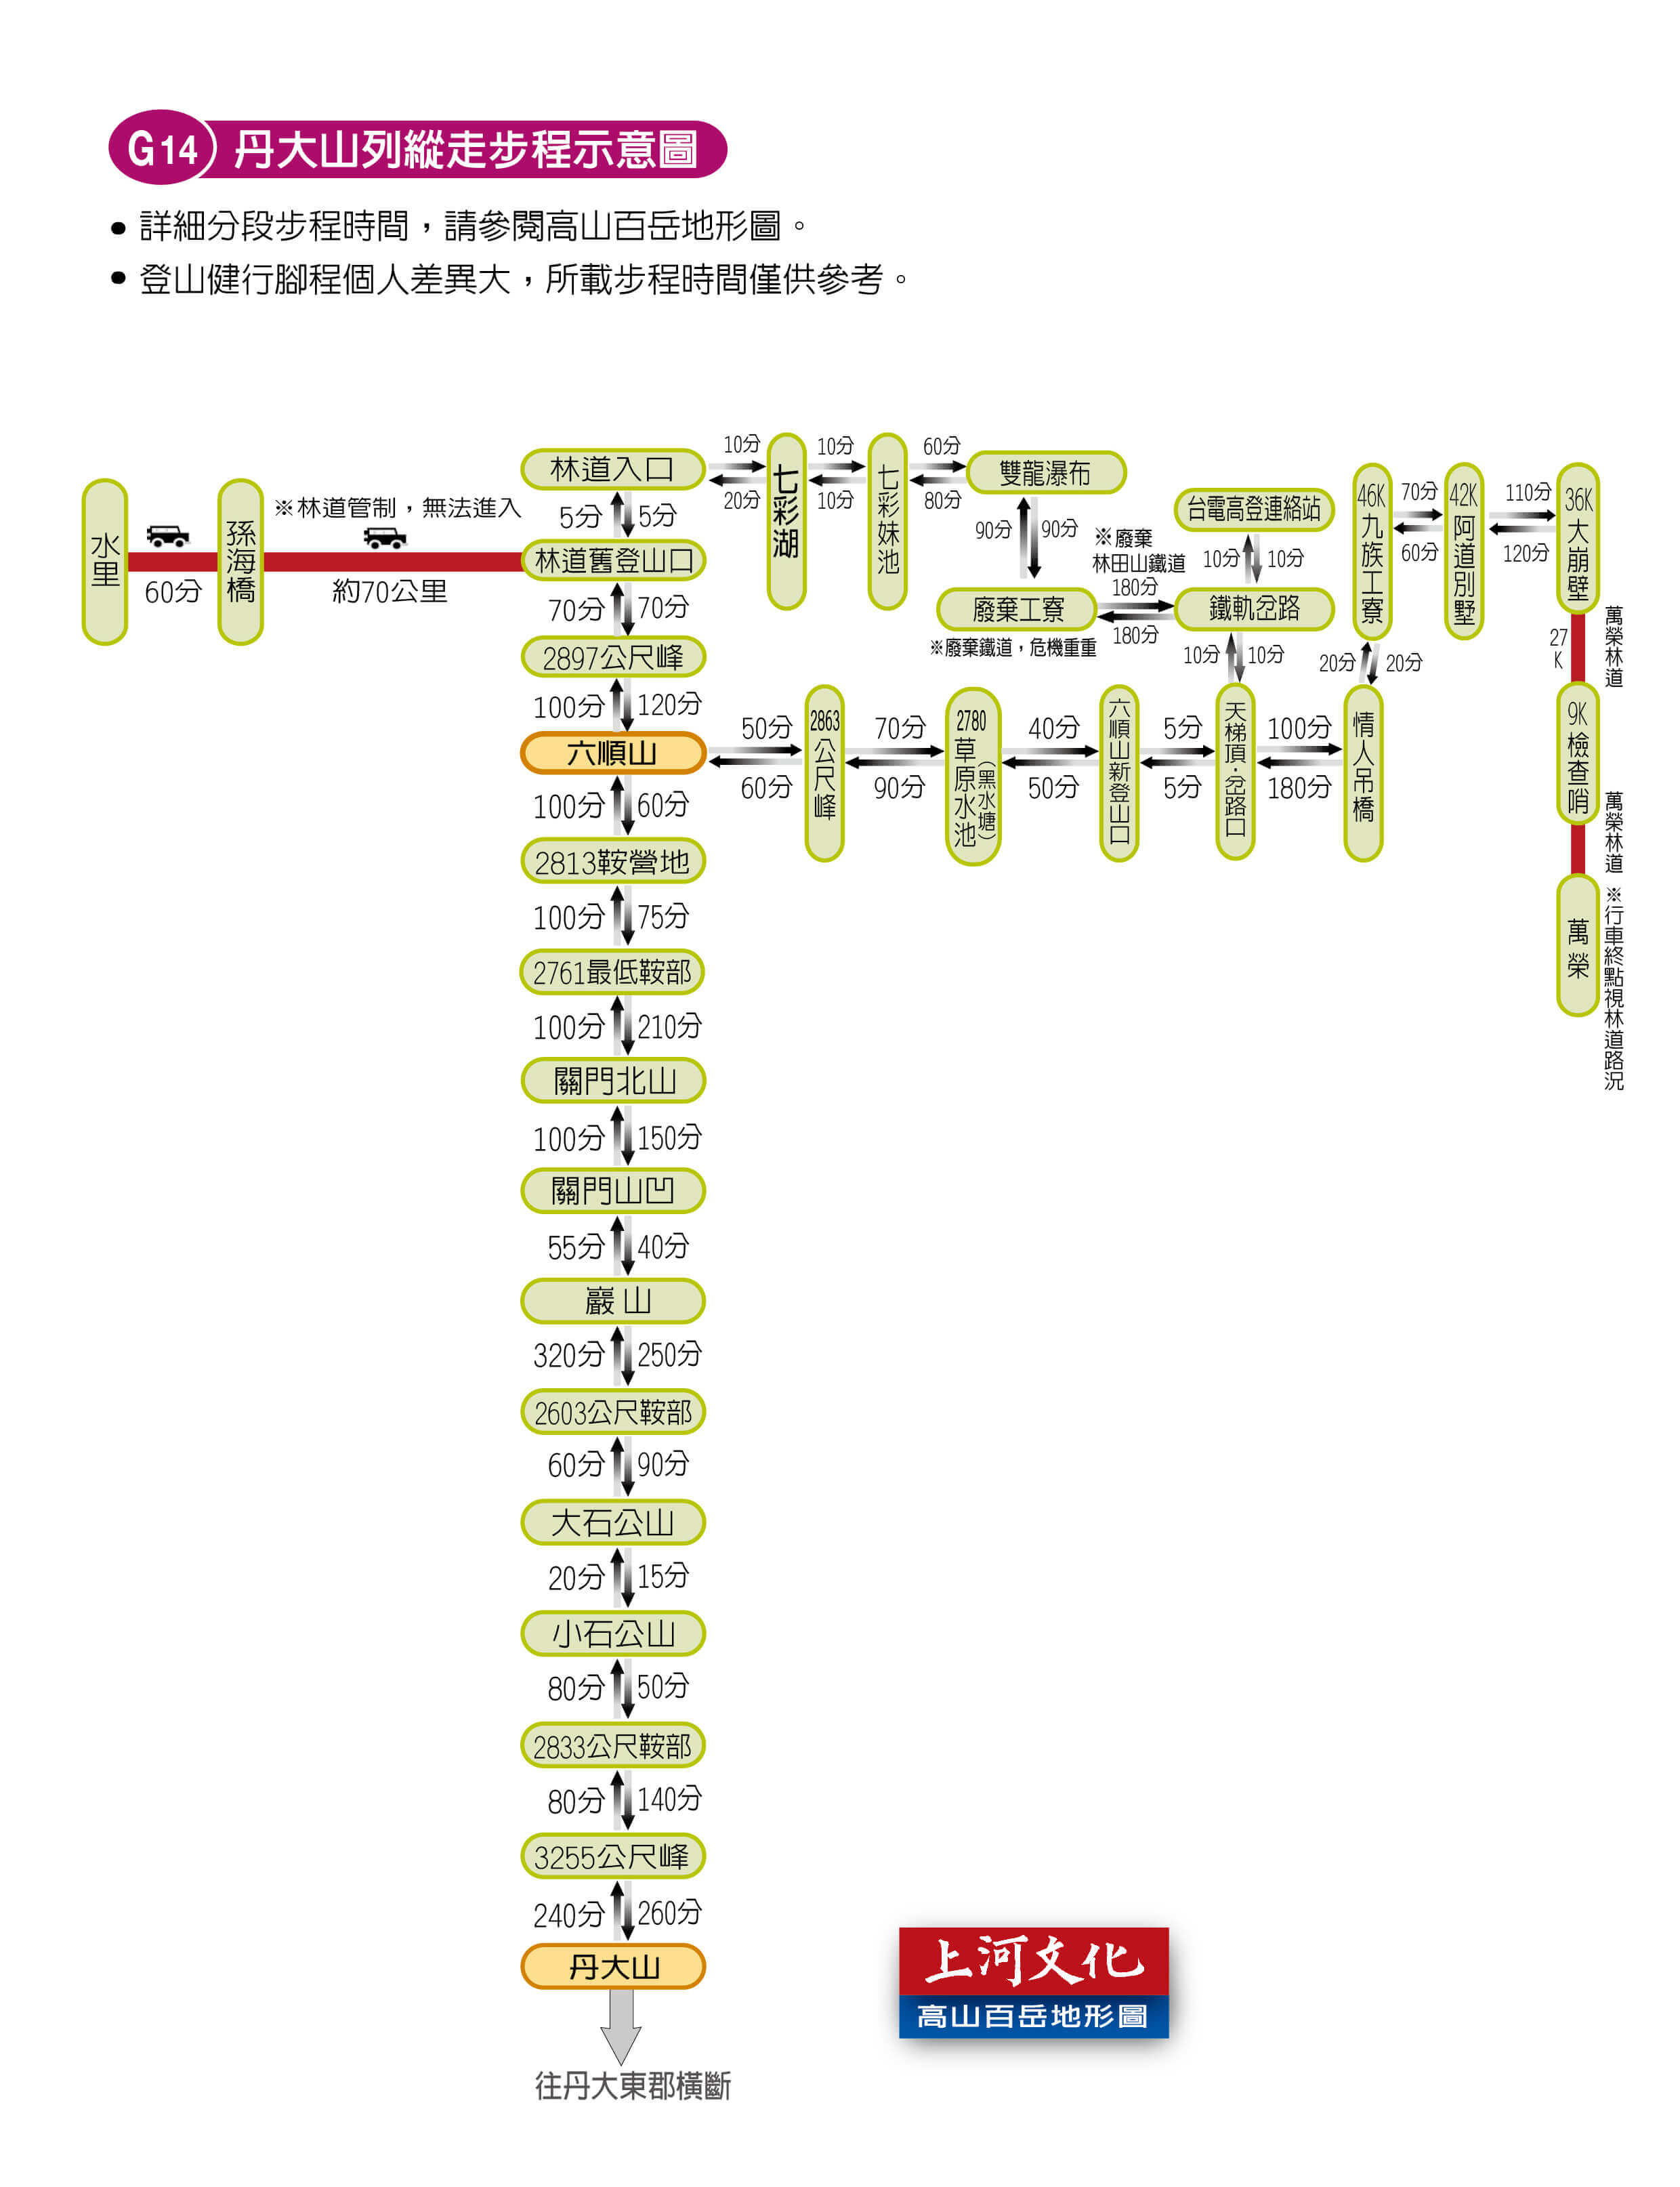 G14 丹大山列縱走步程示意圖
● 詳細分段步程時間，請參閱高山百岳地形圖。
● 登山健行腳程個人差異大，所載步程時間僅供參考。
水里
60分
孫海橋
※林道管制，無法進入
約70公里
林道入口
5分 5分
林道舊登山口
70分 70分
2897公尺峰
100分 120分
六順山
100分 60分
2813鞍營地
100分 75分
2761最低鞍部
100分 210分
關門北山
100分 150分
關門山凹
55分 40分
巖山
320分 250分
2603公尺鞍部
60分 90分
大石公山
20分 15分
小石公山
80分 50分
2833公尺鞍部
80分 140分
3255公尺峰
240分 260分
丹大山
往丹大東郡橫斷
10分
20分
七彩湖
10分
10分
七彩妹池
60分
80分
雙龍瀑布
90分 90分
廢棄工寮
※廢棄鐵道，危機重重
※廢棄
林田山鐵道
180分
180分
台電高登連絡站
10分 10分
鐵軌岔路
10分 10分
50分
60分
2863
公尺峰
70分
90分
2780
草原水池
（黑水塘）
40分
50分
六順山新登山口
5分
5分
天梯頂·岔路口
100分
180分
情人吊橋
20分 20分
46K
九族工寮
70分
60分
42K
阿道別墅
110分
120分
36K
大崩壁
27
K
萬榮林道
9K
檢查哨
萬榮林道
※行車終點視林道路況
萬榮
上河文化
高山百岳地形圖